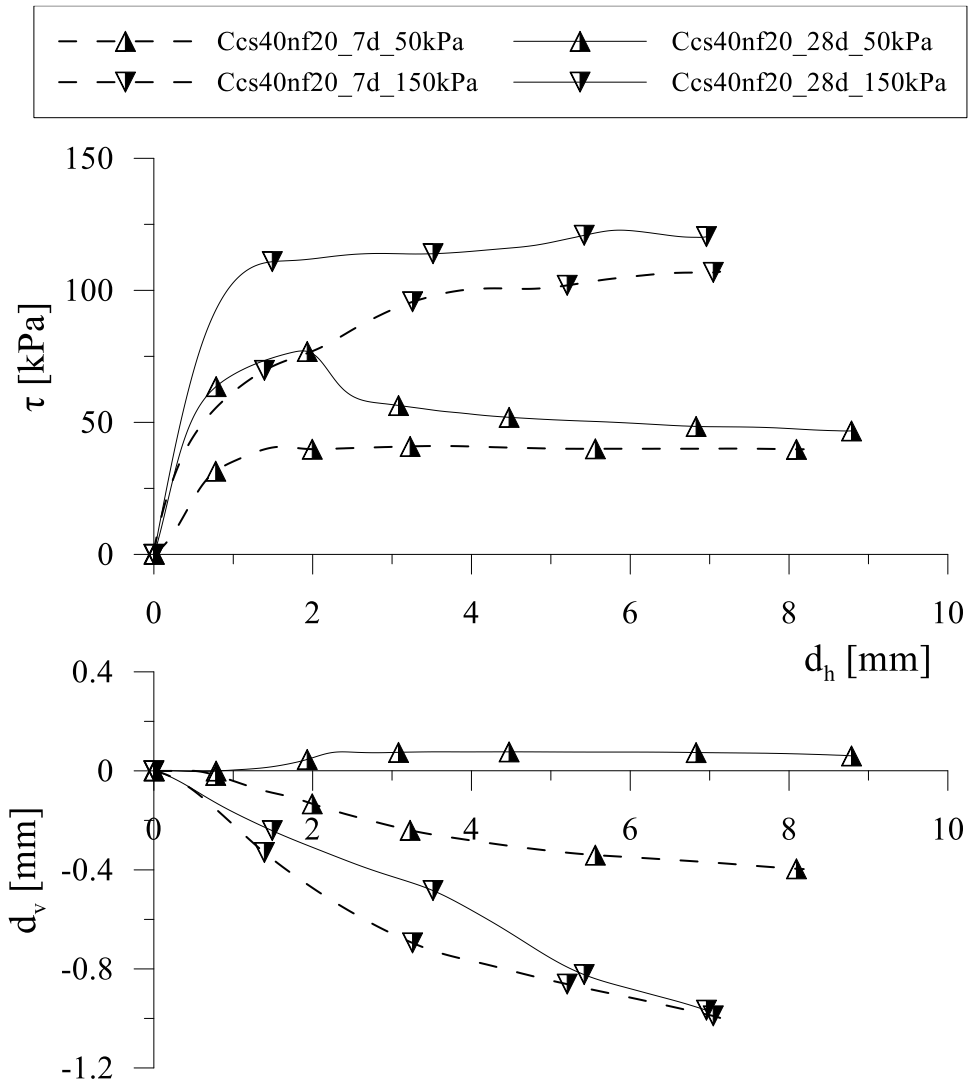 Ccs40nf20_7d_50kPa Ccs40nf20_28d_50kPa
Ccs40nf20_7d_150kPa Ccs40nf20_28d_150kPa
150
100
50
0
τ [kPa]
0 2 4 6 8 10
d_h [mm]
0.4
0
-0.4
-0.8
-1.2
d_v [mm]
0 2 4 6 8 10